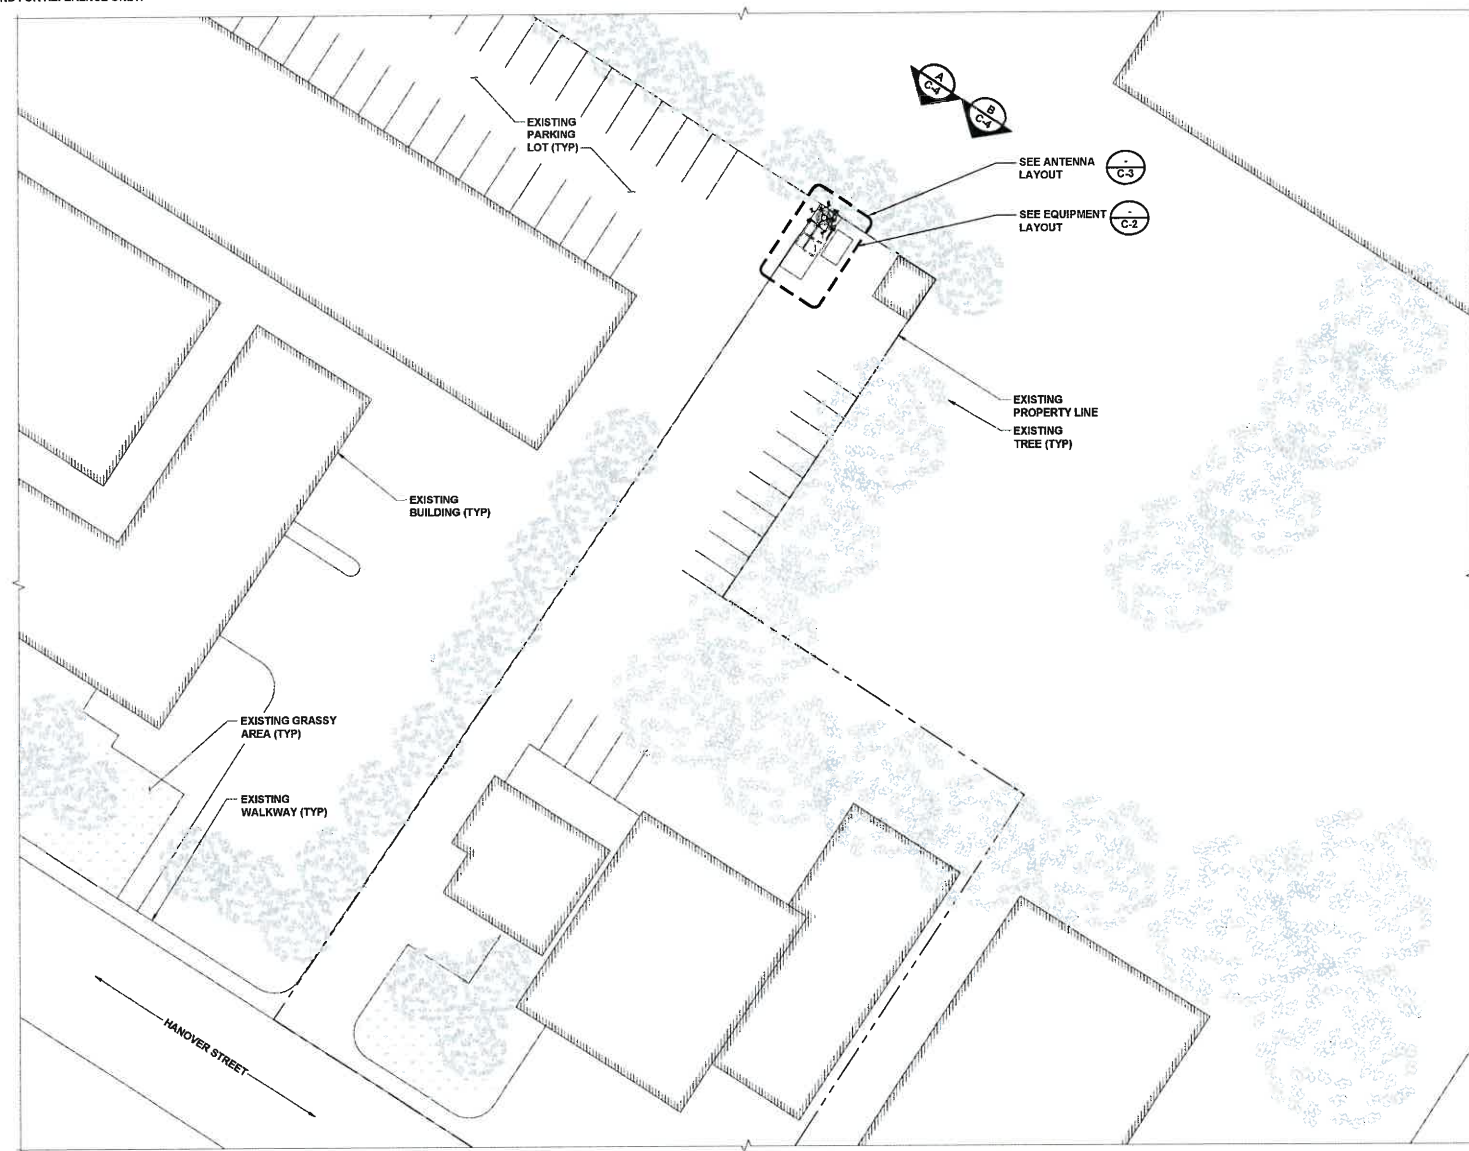 A
C-4
B
C-4
EXISTING
PARKING
LOT (TYP)
SEE ANTENNA
LAYOUT
-
C-3
SEE EQUIPMENT
LAYOUT
-
C-2
EXISTING
PROPERTY LINE
EXISTING
TREE (TYP)
EXISTING
BUILDING (TYP)
EXISTING GRASSY
AREA (TYP)
EXISTING
WALKWAY (TYP)
HANOVER STREET